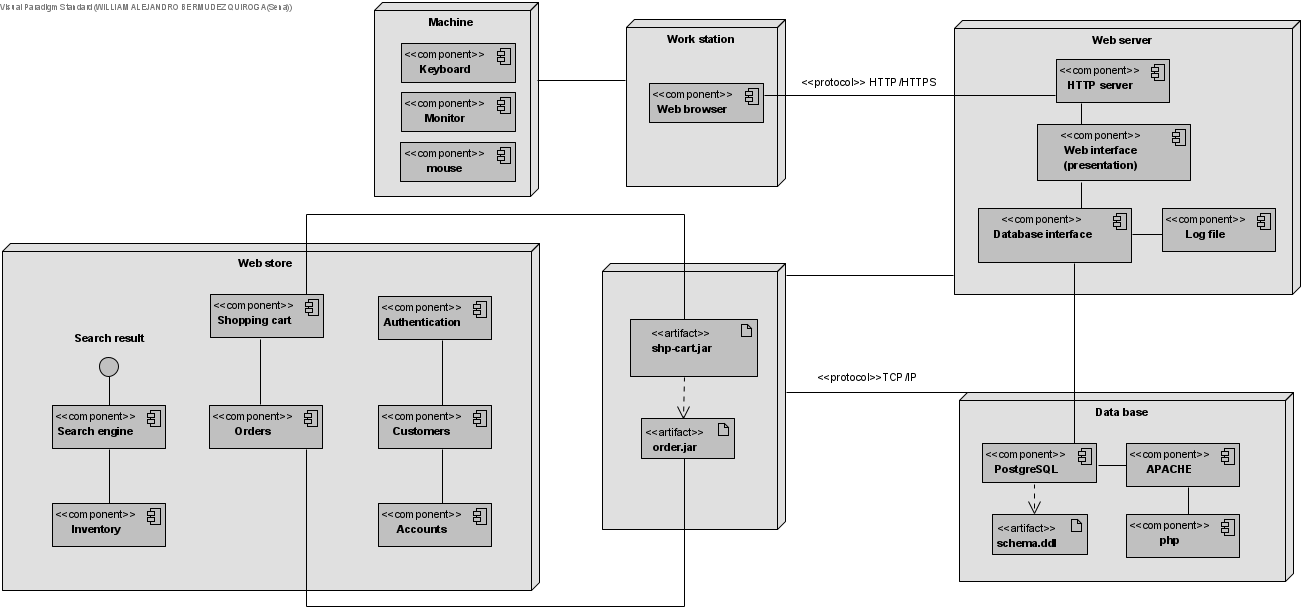 Visual Paradigm Standard(WILLIAM ALEJANDRO BERMUDEZ QUIROGA(Sena))
Machine
<<component>>
Keyboard
<<component>>
Monitor
<<component>>
mouse
Work station
<<component>>
Web browser
<<protocol>> HTTP/HTTPS
Web server
<<component>>
HTTP server
<<component>>
Web interface
(presentation)
<<component>>
Database interface
<<component>>
Log file
Web store
Search result
<<component>>
Search engine
<<component>>
Inventory
<<component>>
Shopping cart
<<component>>
Orders
<<component>>
Authentication
<<component>>
Customers
<<component>>
Accounts
<<artifact>>
shp-cart.jar
<<artifact>>
order.jar
<<protocol>>TCP/IP
Data base
<<component>>
PostgreSQL
<<component>>
APACHE
<<artifact>>
schema.ddl
<<component>>
php